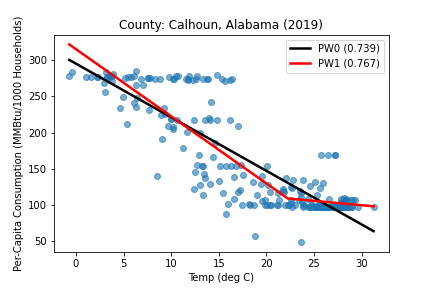 County: Calhoun, Alabama (2019)
PW0 (0.739)
PW1 (0.767)
Per-Capita Consumption (MMBtu/1000 Households)
300
250
200
150
100
50
0 5 10 15 20 25 30
Temp (deg C)